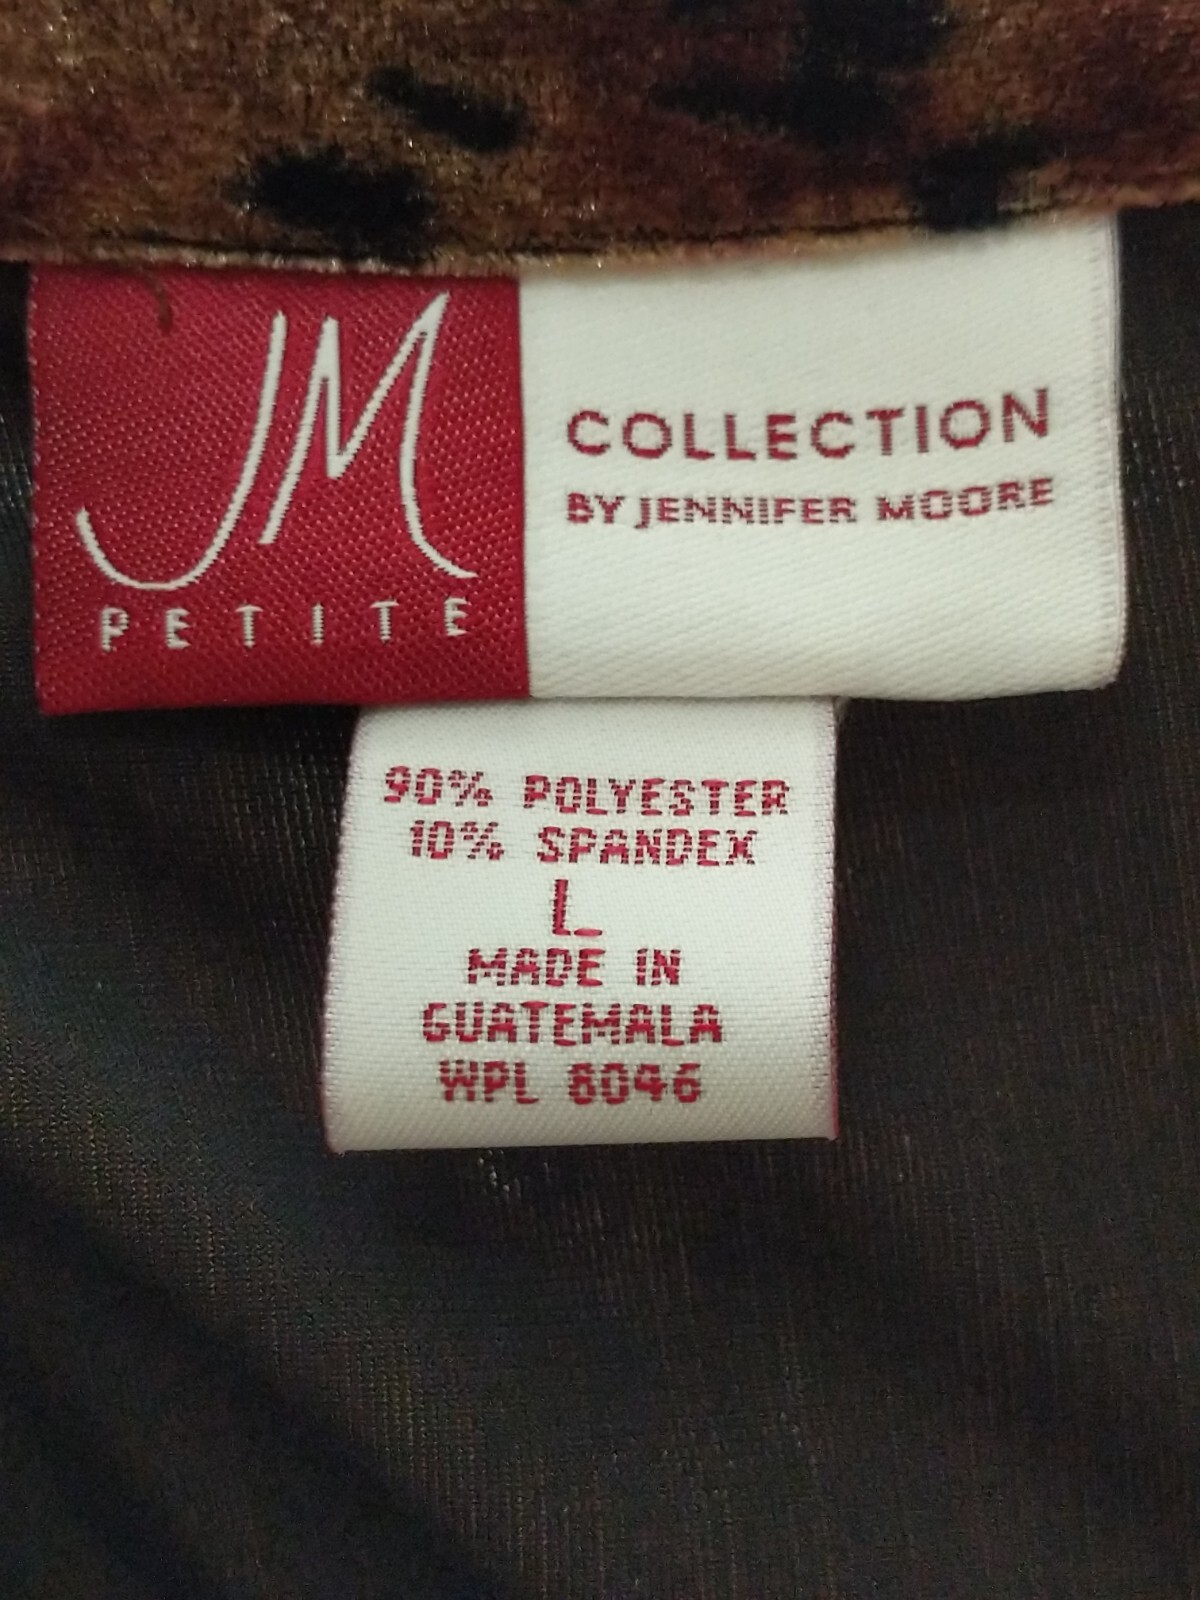 JM
PETITE
COLLECTION
BY JENNIFER MOORE
90% POLYESTER
10% SPANDEX
L
MADE IN
GUATEMALA
WPL 8046